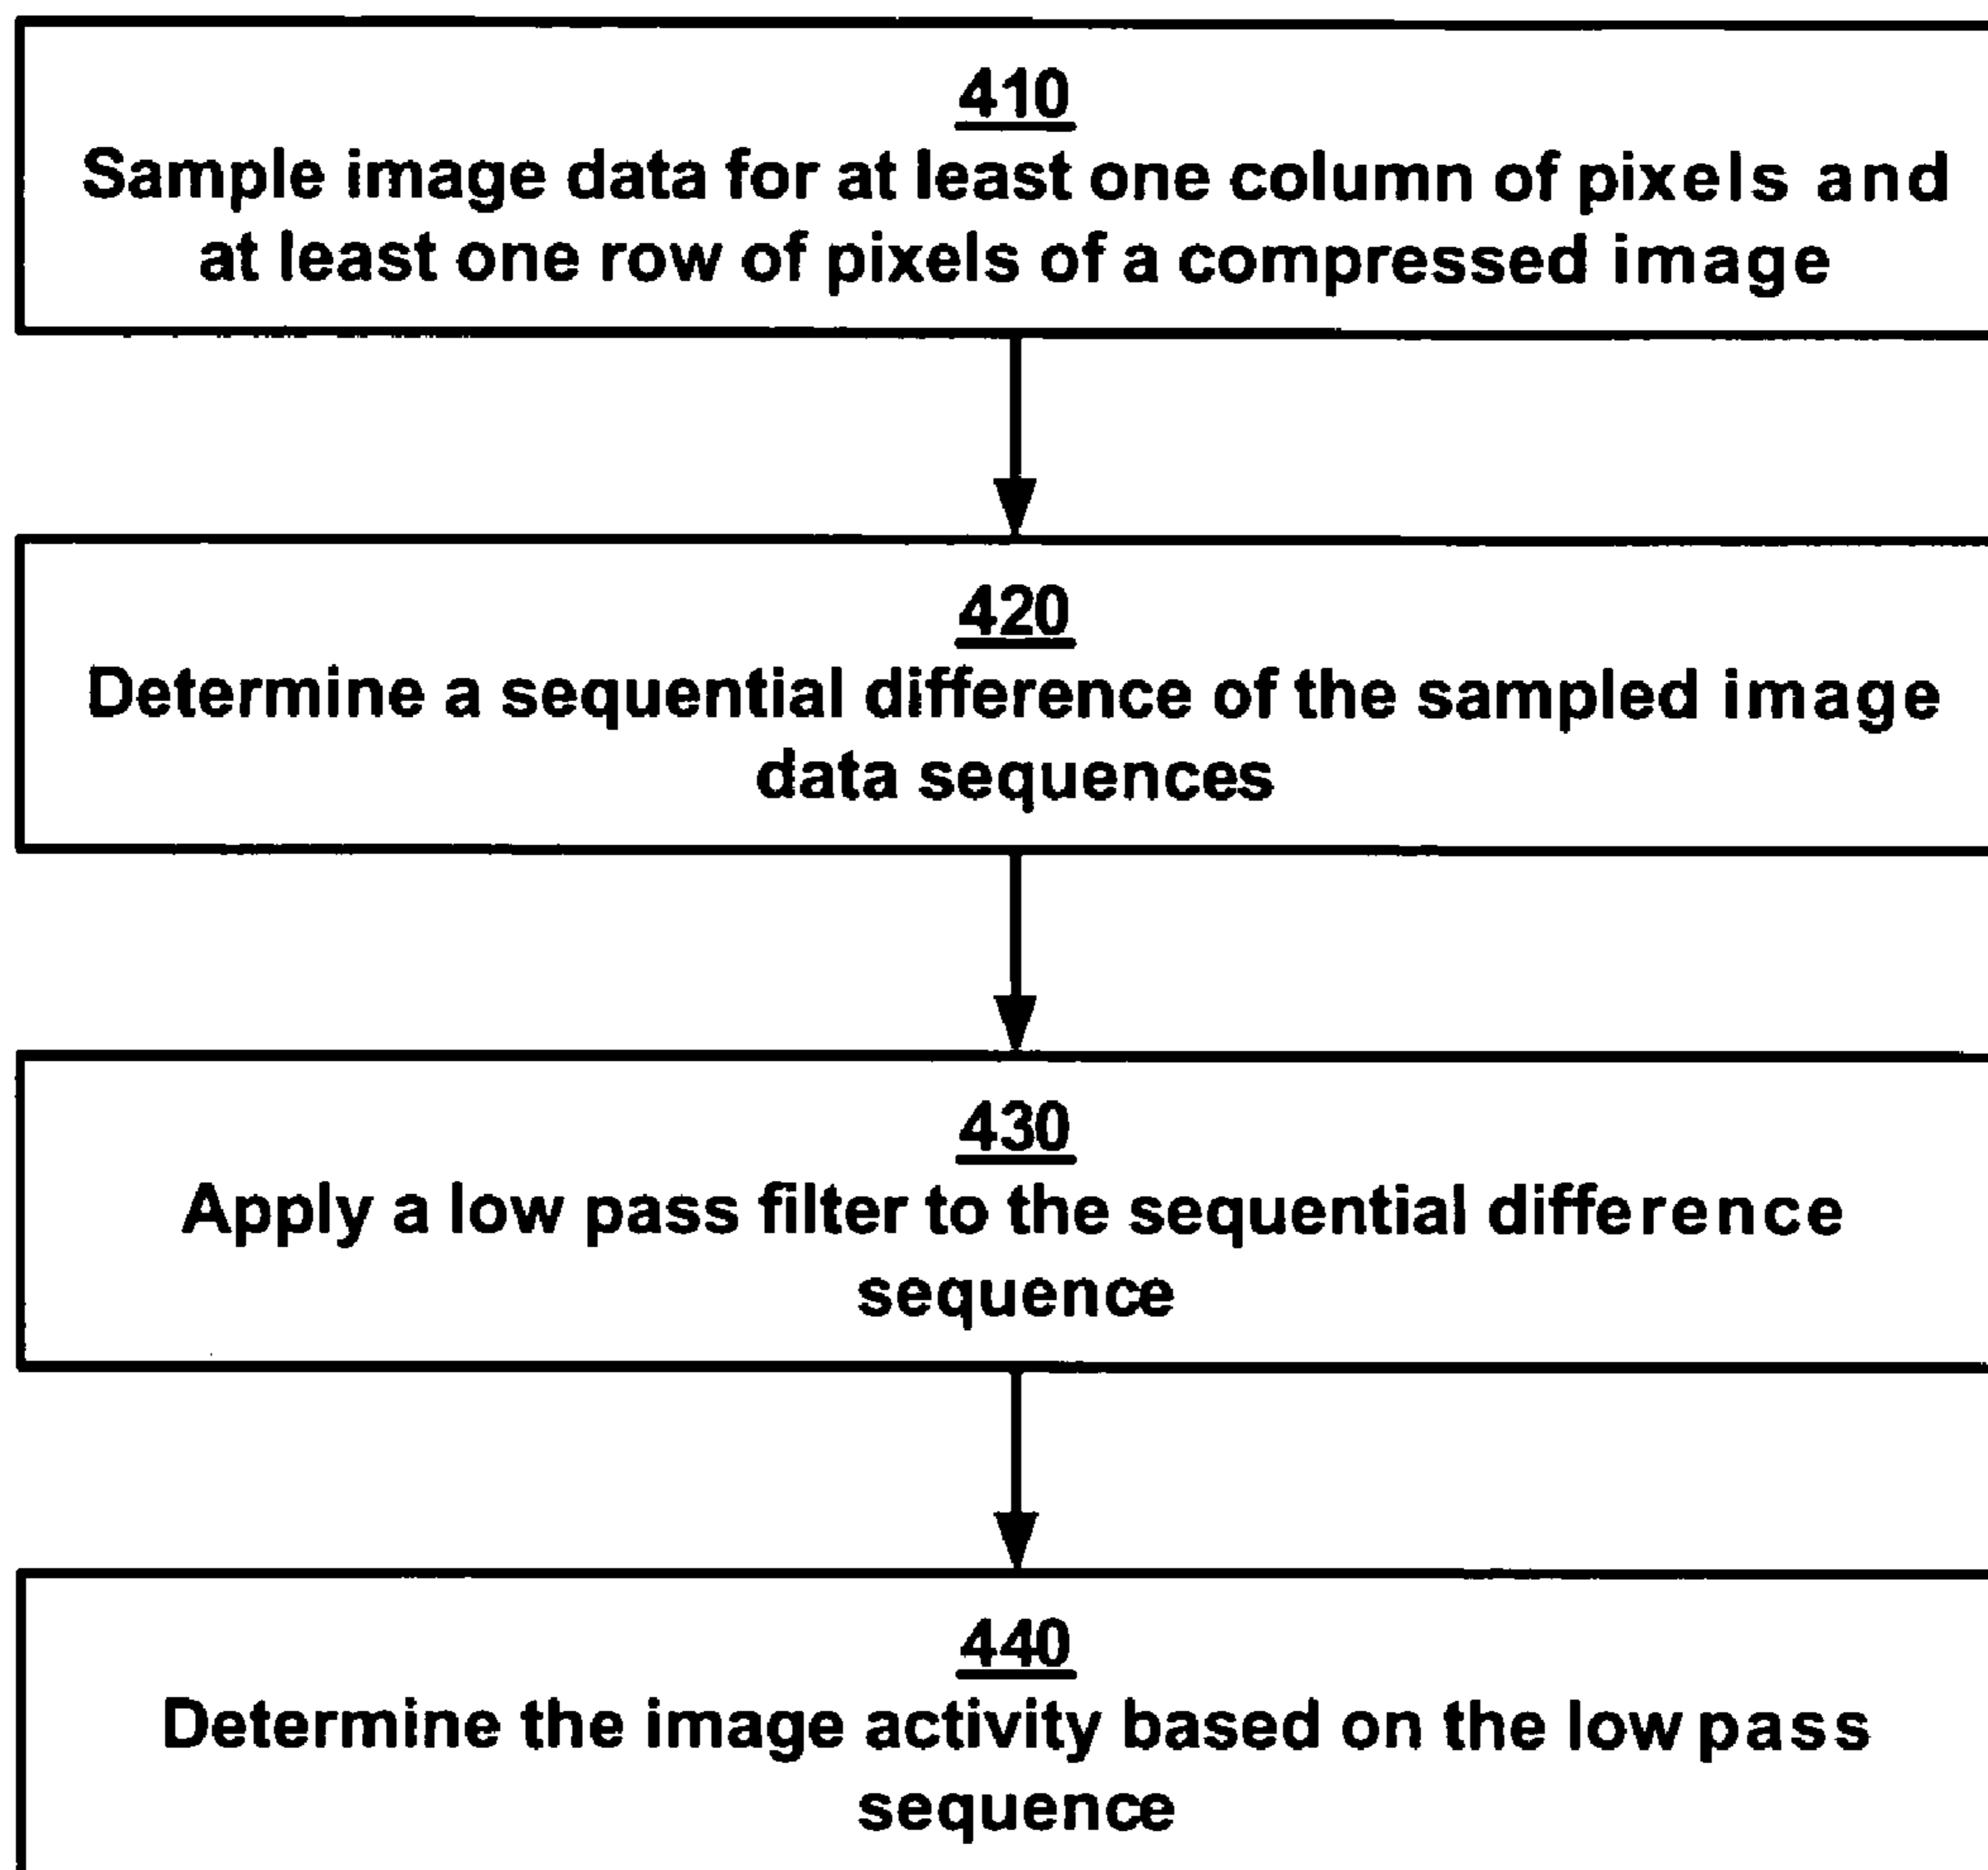 410
Sample image data for at least one column of pixels and
at least one row of pixels of a compressed image
420
Determine a sequential difference of the sampled image
data sequences
430
Apply a low pass filter to the sequential difference
sequence
440
Determine the image activity based on the low pass
sequence